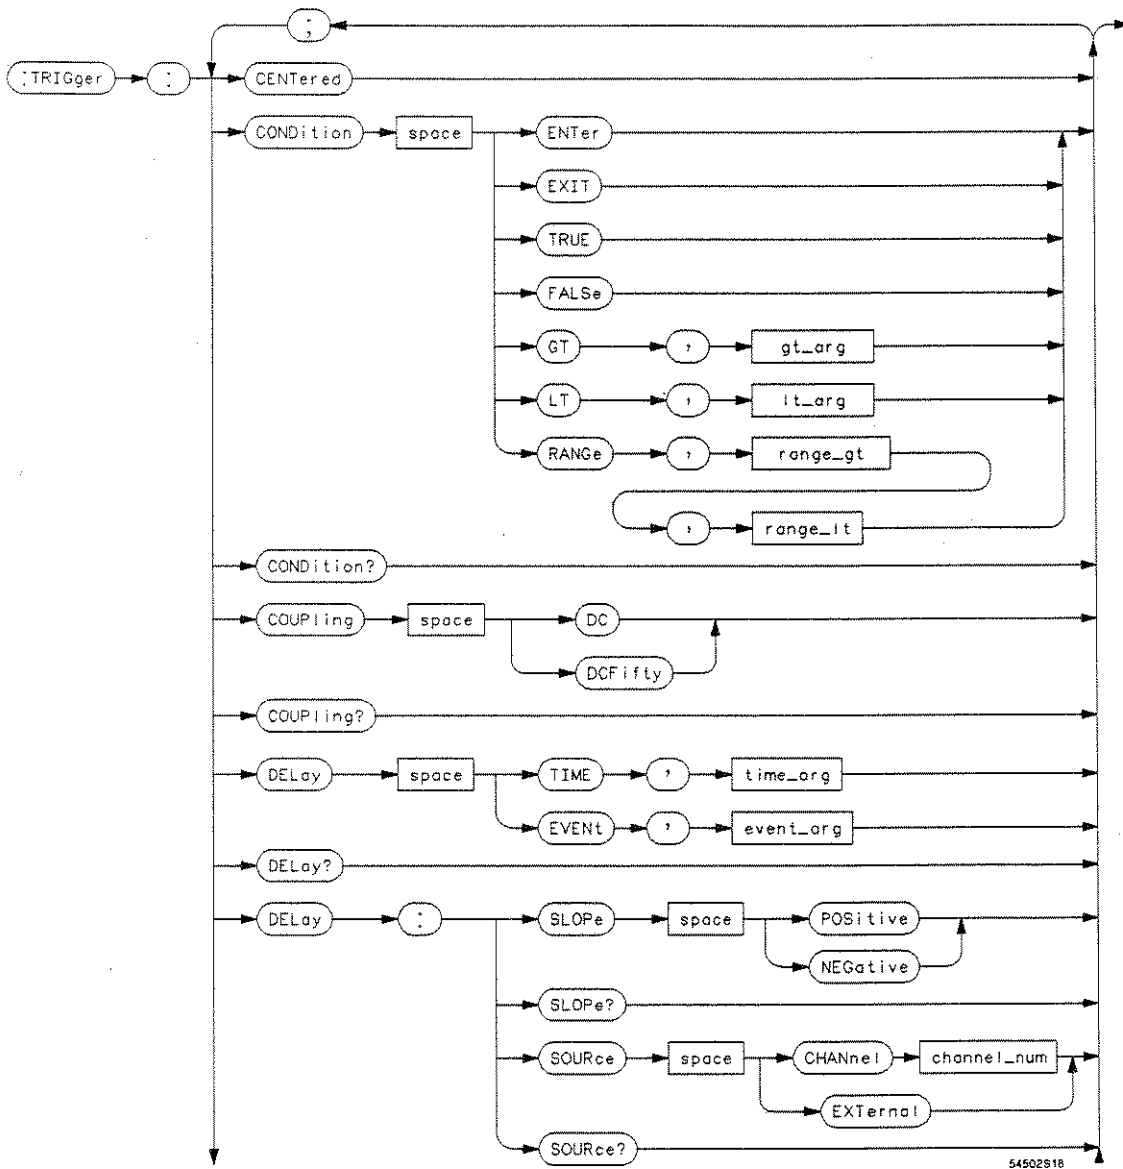 ;
:TRIGger : CENTered
CONDition space ENTer
EXIT
TRUE
FALSe
GT , gt_arg
LT , lt_arg
RANGe , range_gt
, range_lt
CONDition?
COUPling space DC
DCFifty
COUPling?
DELay space TIME , time_arg
EVENt , event_arg
DELay?
DELay : SLOPe space POSitive
NEGative
SLOPe?
SOURce space CHANnel channel_num
EXTernal
SOURce?
54502S18